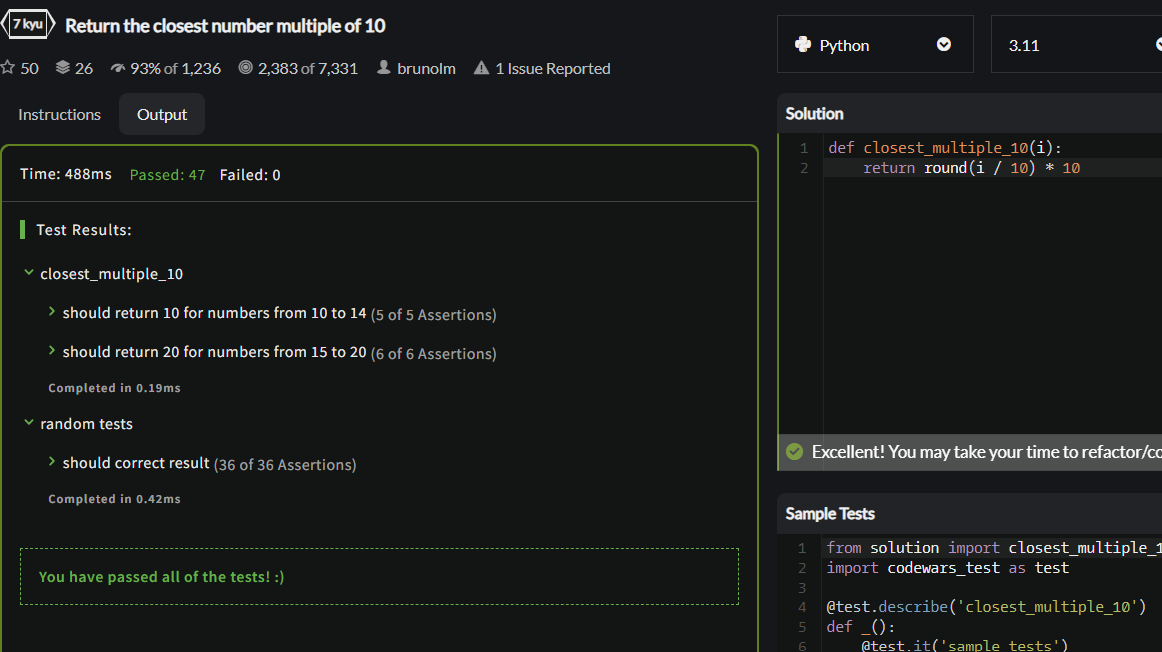 7 kyu Return the closest number multiple of 10
50 26 93% of 1,236 2,383 of 7,331 brunolm 1 Issue Reported
Instructions Output
Time: 488ms Passed: 47 Failed: 0
Test Results:
closest_multiple_10
should return 10 for numbers from 10 to 14 (5 of 5 Assertions)
should return 20 for numbers from 15 to 20 (6 of 6 Assertions)
Completed in 0.19ms
random tests
should correct result (36 of 36 Assertions)
Completed in 0.42ms
You have passed all of the tests! :)
Python 3.11
Solution
1 def closest_multiple_10(i):
2 return round(i / 10) * 10
Excellent! You may take your time to refactor/co
Sample Tests
1 from solution import closest_multiple_1
2 import codewars_test as test
3
4 @test.describe('closest_multiple_10')
5 def _():
6 @test.it('sample tests')